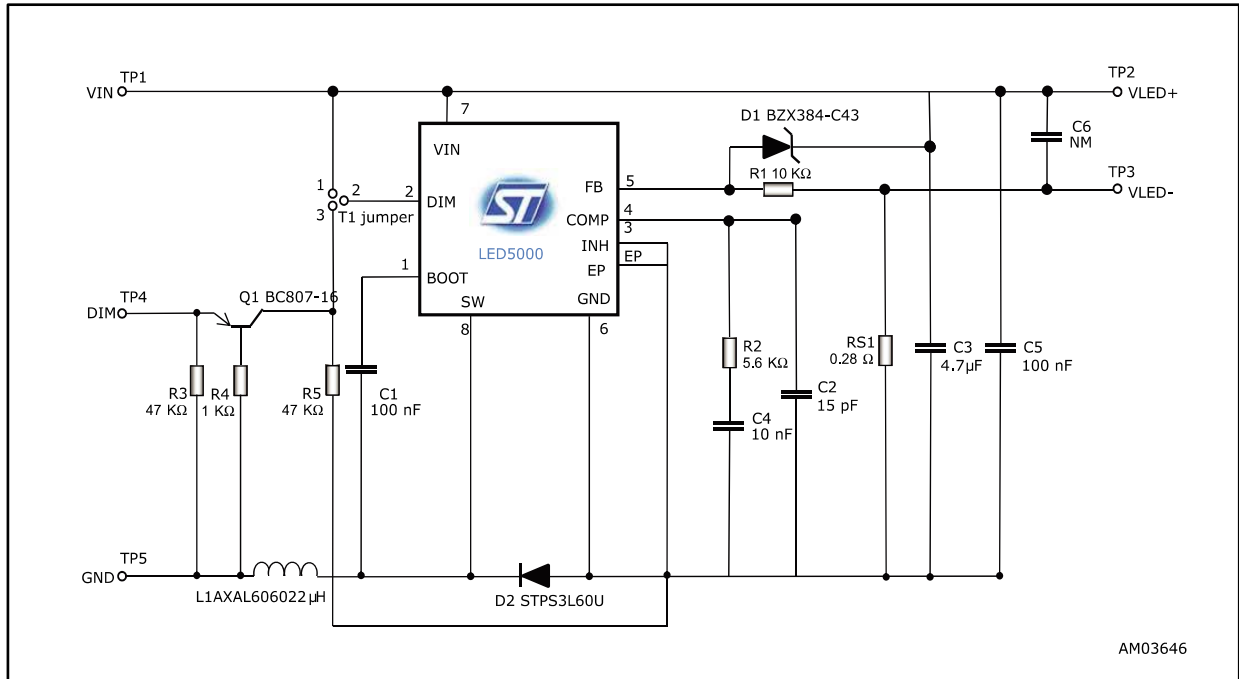 TP1
VIN
TP2
VLED+
7
D1 BZX384-C43
C6
NM
VIN
1
2
3
T1 jumper
2
DIM
ST
LED5000
FB
5
R1 10 KΩ
TP3
VLED-
COMP
4
3
INH
EP
EP
1
BOOT
GND
SW
8
6
TP4
DIM
Q1 BC807-16
R3
47 KΩ
R4
1 KΩ
R5
47 KΩ
C1
100 nF
R2
5.6 KΩ
C4
10 nF
C2
15 pF
RS1
0.28 Ω
C3
4.7µF
C5
100 nF
TP5
GND
L1AXAL606022µH
D2 STPS3L60U
AM03646